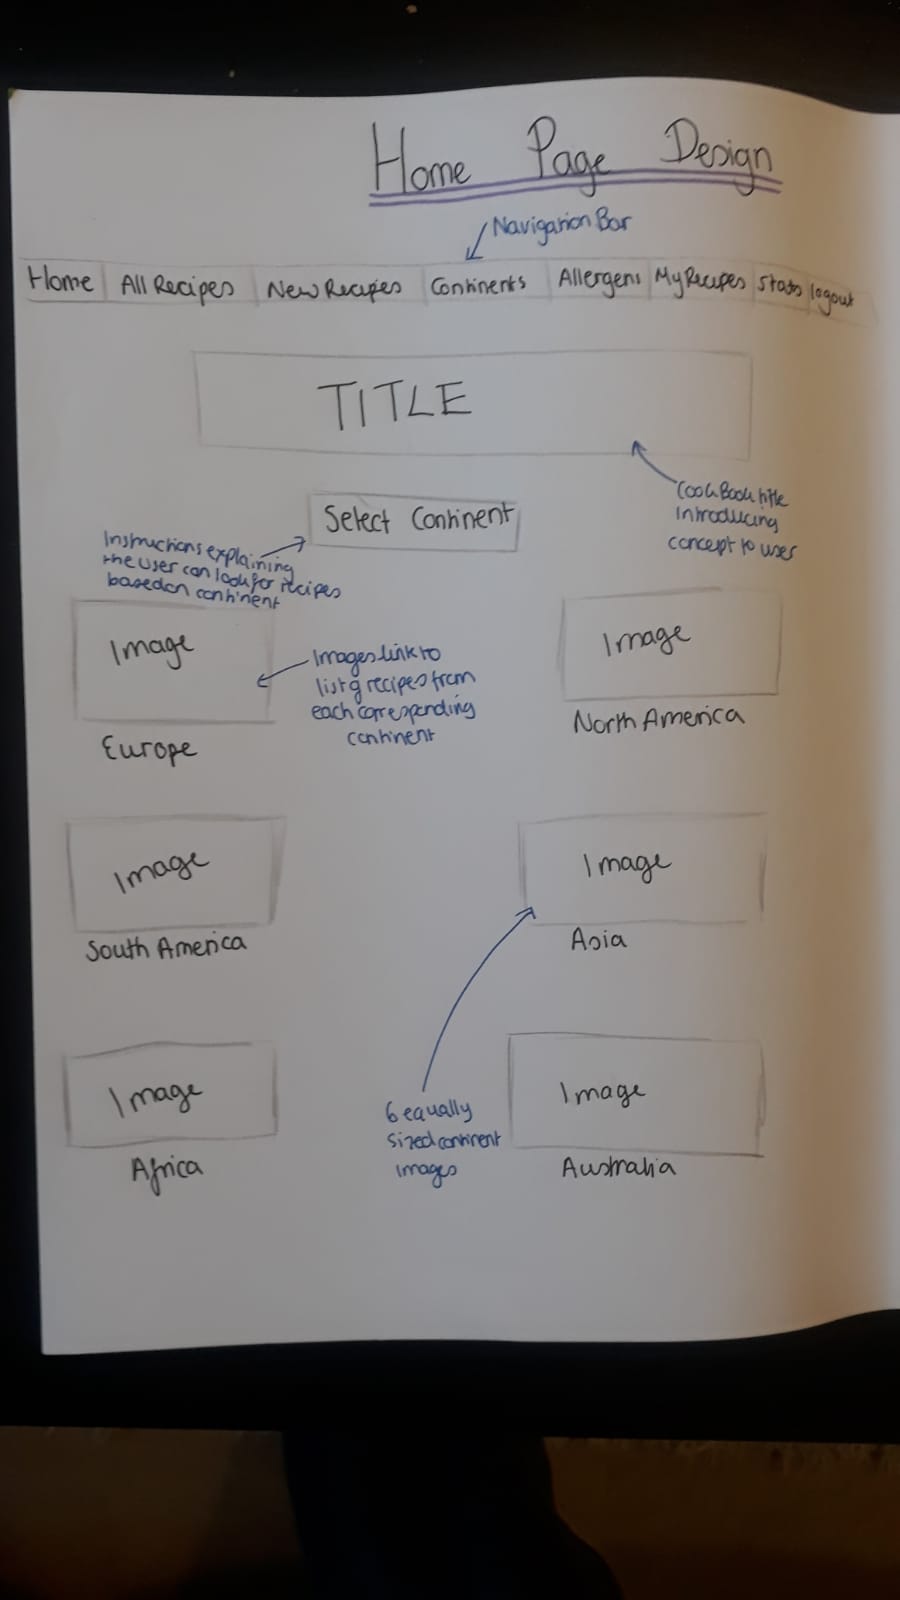 Home Page Design
Navigation Bar
Home All Recipes New Recipes Continents Allergens My Recipes Stats logout
TITLE
Cook Book title
introducing
concept to user
Select Continent
Instructions explaining
the user can look for recipes
based on continent
Image
Images link to
list of recipes from
each corresponding
continent
Europe
Image
North America
Image
South America
Image
Asia
Image
Africa
6 equally
sized continent
images
Image
Australia